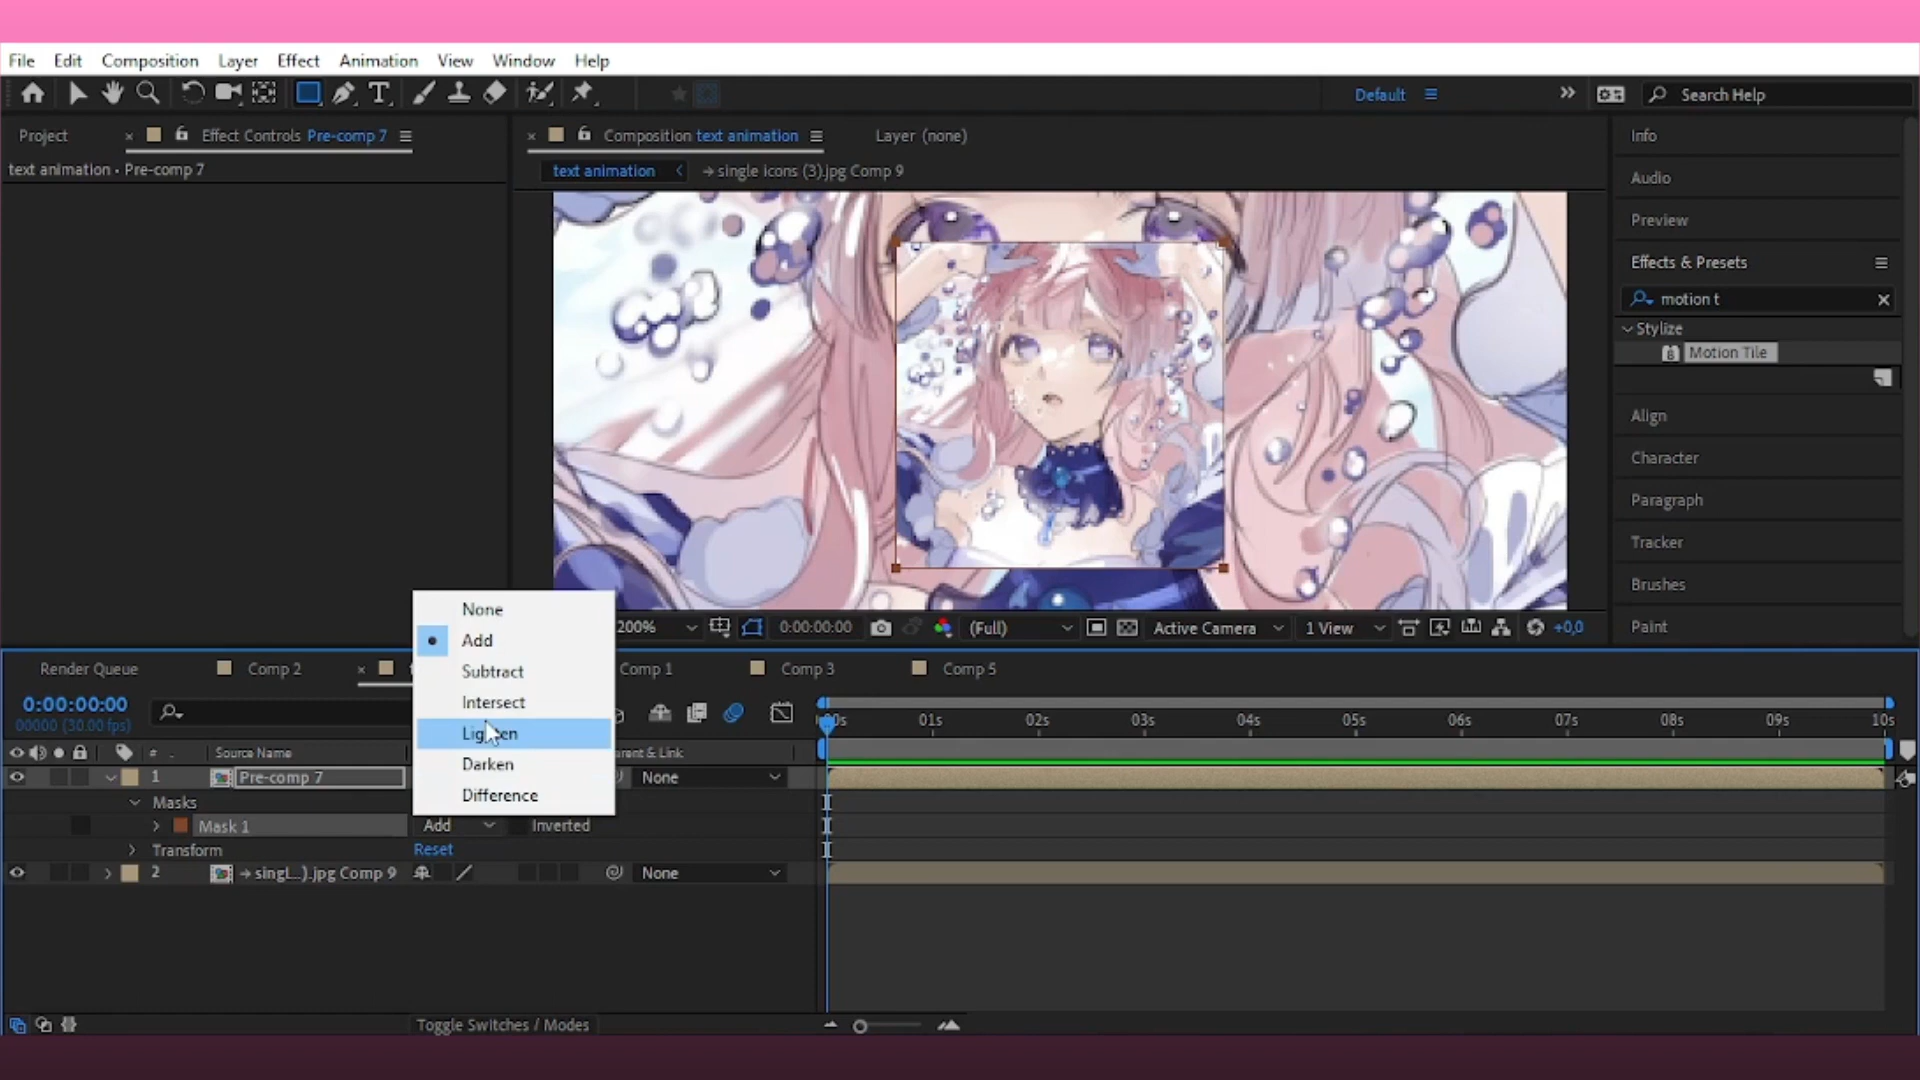 File Edit Composition Layer Effect Animation View Window Help
Default Search Help
Project Effect Controls Pre-comp 7 Composition text animation Layer (none) Info
text animation • Pre-comp 7 text animation single icons (3).jpg Comp 9
Audio
Preview
Effects & Presets
motion t
Stylize
Motion Tile
Align
Character
Paragraph
Tracker
Brushes
Paint
200% 0:00:00:00 (Full) Active Camera 1 View +0,0
None
Add
Subtract
Intersect
Lighten
Darken
Difference
Render Queue Comp 2 Comp 1 Comp 3 Comp 5
0:00:00:00
00000 (30.00 fps)
00s 01s 02s 03s 04s 05s 06s 07s 08s 09s 10s
# Source Name arent & Link
1 Pre-comp 7 None
Masks
Mask 1 Add Inverted
Transform Reset
2 singl...).jpg Comp 9 None
Toggle Switches / Modes